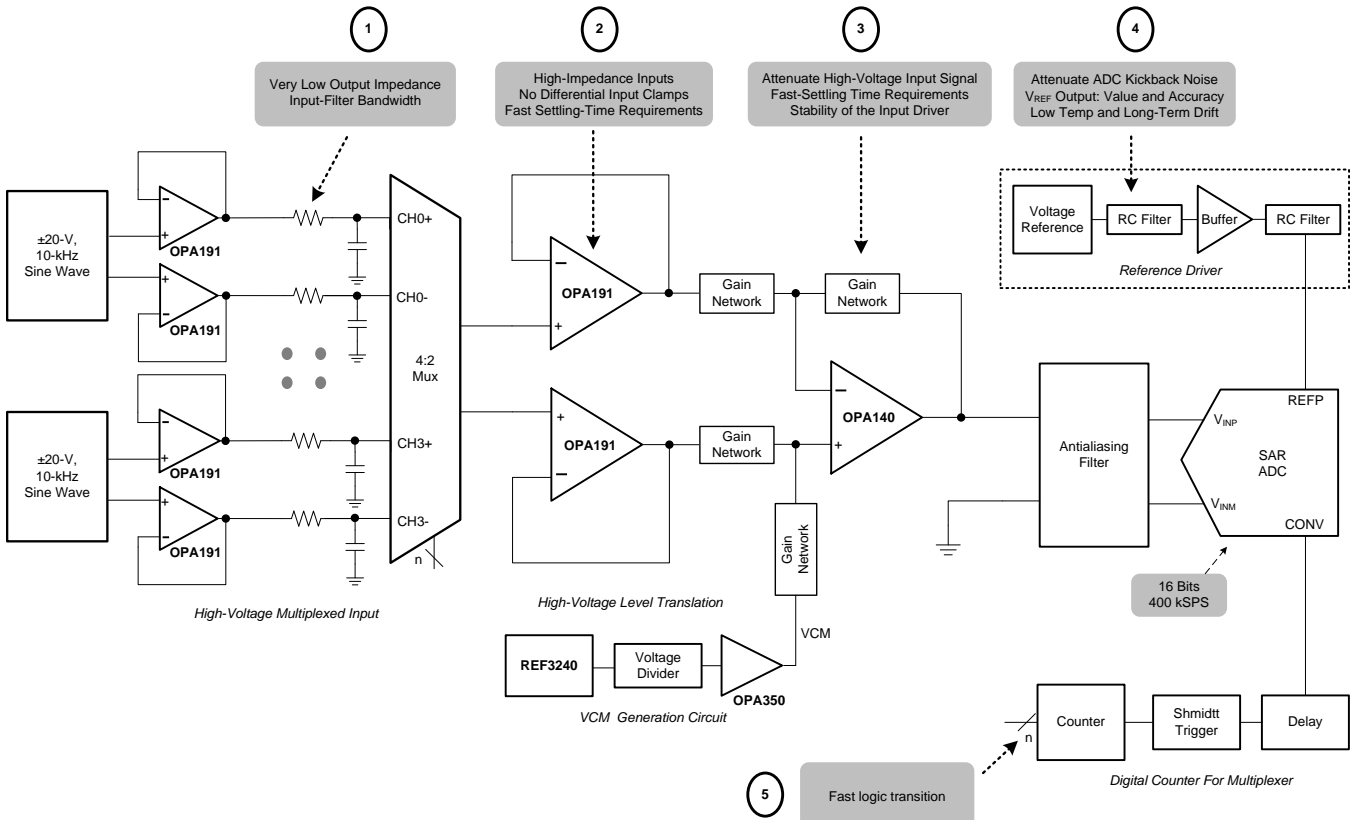 1
2
3
4
Very Low Output Impedance
Input-Filter Bandwidth
High-Impedance Inputs
No Differential Input Clamps
Fast Settling-Time Requirements
Attenuate High-Voltage Input Signal
Fast-Settling Time Requirements
Stability of the Input Driver
Attenuate ADC Kickback Noise
VREF Output: Value and Accuracy
Low Temp and Long-Term Drift
±20-V,
10-kHz
Sine Wave
-
+
OPA191
+
-
OPA191
CH0+
CH0-
4:2
Mux
CH3+
CH3-
n
±20-V,
10-kHz
Sine Wave
-
+
OPA191
+
-
OPA191
High-Voltage Multiplexed Input
–
OPA191
+
+
OPA191
–
High-Voltage Level Translation
Gain
Network
Gain
Network
Gain
Network
Gain
Network
–
OPA140
+
VCM
REF3240
Voltage
Divider
OPA350
VCM Generation Circuit
Voltage
Reference
RC Filter
Buffer
RC Filter
Reference Driver
Antialiasing
Filter
REFP
VINP
SAR
ADC
VINM
CONV
16 Bits
400 kSPS
n
Counter
Shmidtt
Trigger
Delay
Digital Counter For Multiplexer
5
Fast logic transition